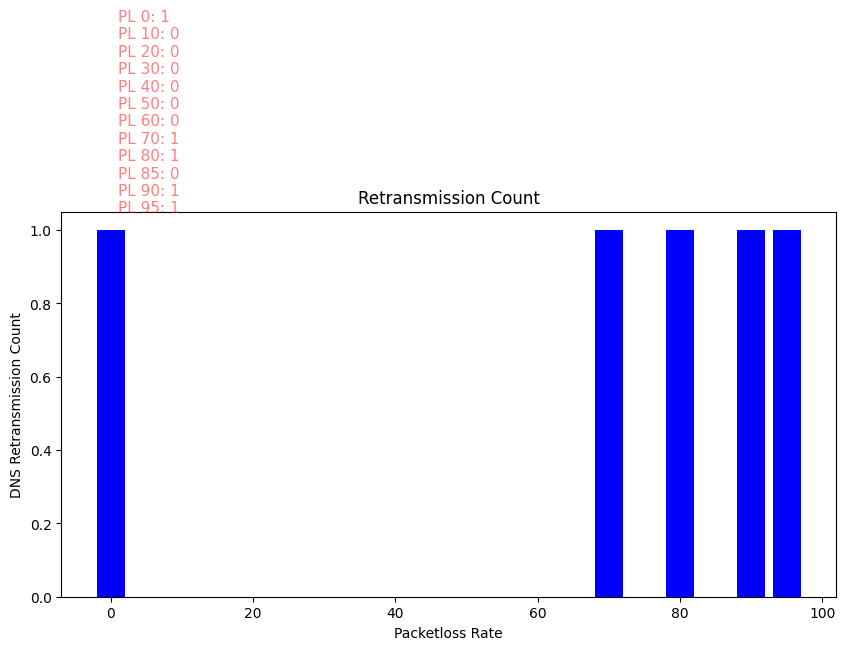 PL 0: 1
PL 10: 0
PL 20: 0
PL 30: 0
PL 40: 0
PL 50: 0
PL 60: 0
PL 70: 1
PL 80: 1
PL 85: 0
PL 90: 1
PL 95: 1
Retransmission Count
1.0
0.8
0.6
0.4
0.2
0.0
DNS Retransmission Count
0
20
40
60
80
100
Packetloss Rate